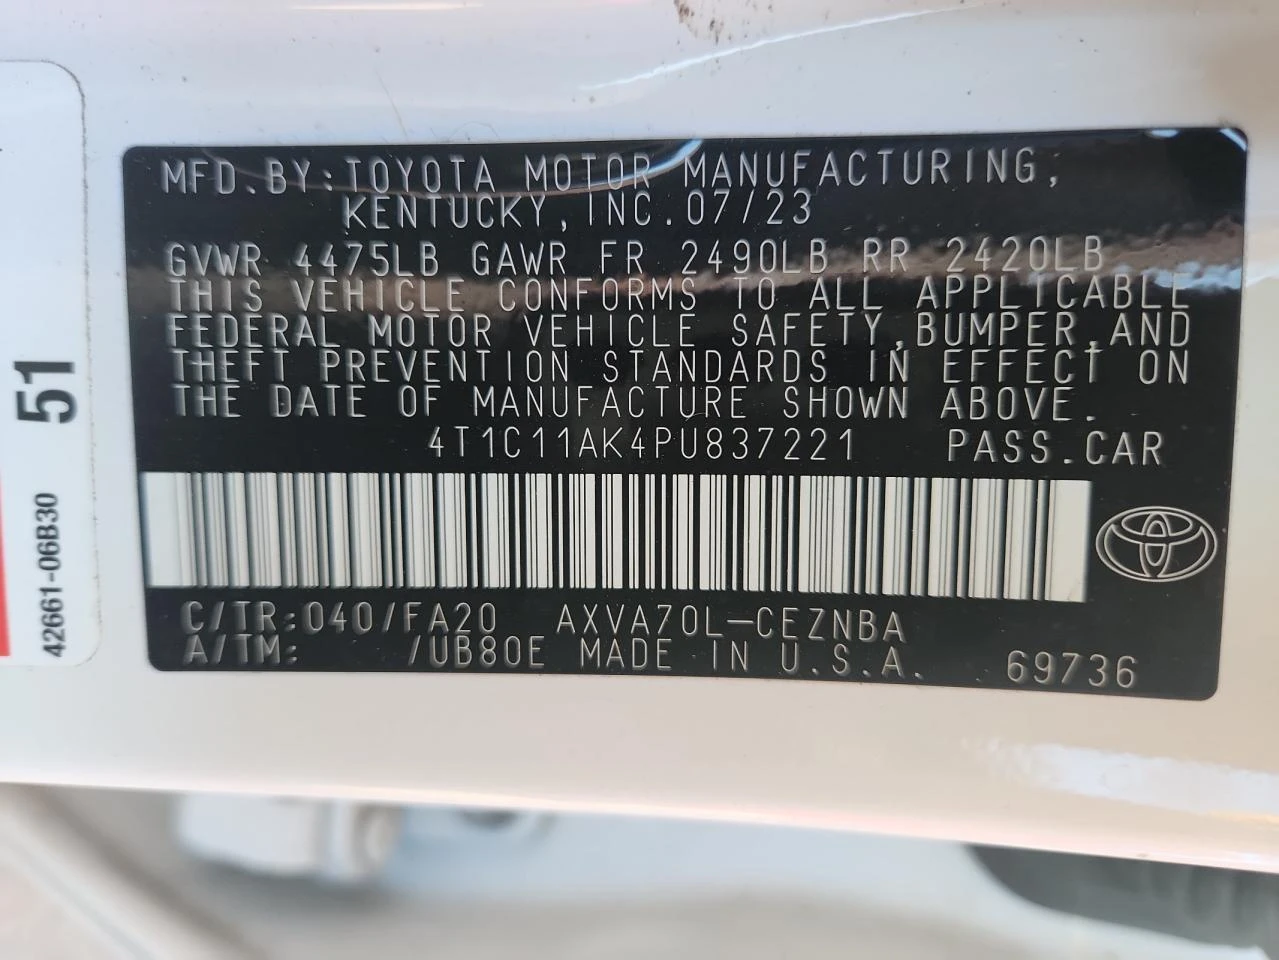 MFD.BY:TOYOTA MOTOR MANUFACTURING,
KENTUCKY,INC.07/23
GVWR 4475LB GAWR FR 2490LB RR 2420LB
THIS VEHICLE CONFORMS TO ALL APPLICABLE
FEDERAL MOTOR VEHICLE SAFETY,BUMPER,AND
THEFT PREVENTION STANDARDS IN EFFECT ON
THE DATE OF MANUFACTURE SHOWN ABOVE.
4T1C11AK4PU837221 PASS.CAR
C/TR:040/FA20 AXVA70L-CEZNBA
A/TM: /UB80E MADE IN U.S.A. 69736
51
42661-06B30